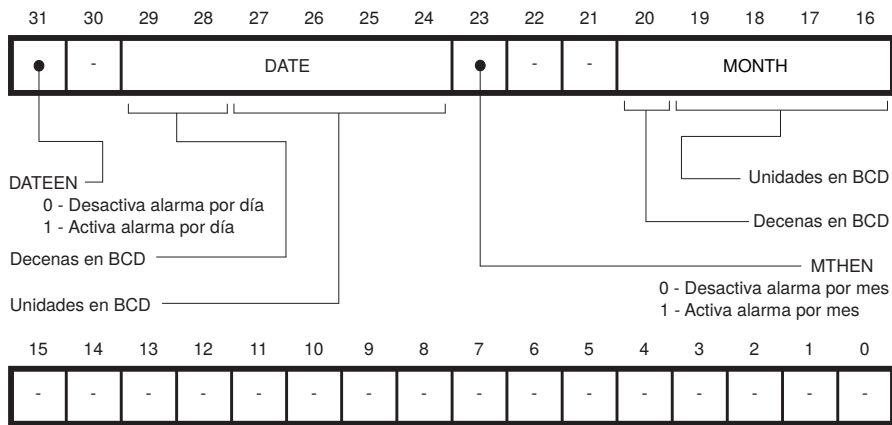 31 30 29 28 27 26 25 24 23 22 21 20 19 18 17 16
- DATE - - MONTH
DATEEN
0 - Desactiva alarma por día
1 - Activa alarma por día
Decenas en BCD
Unidades en BCD
Unidades en BCD
Decenas en BCD
MTHEN
0 - Desactiva alarma por mes
1 - Activa alarma por mes
15 14 13 12 11 10 9 8 7 6 5 4 3 2 1 0
- - - - - - - - - - - - - - - -